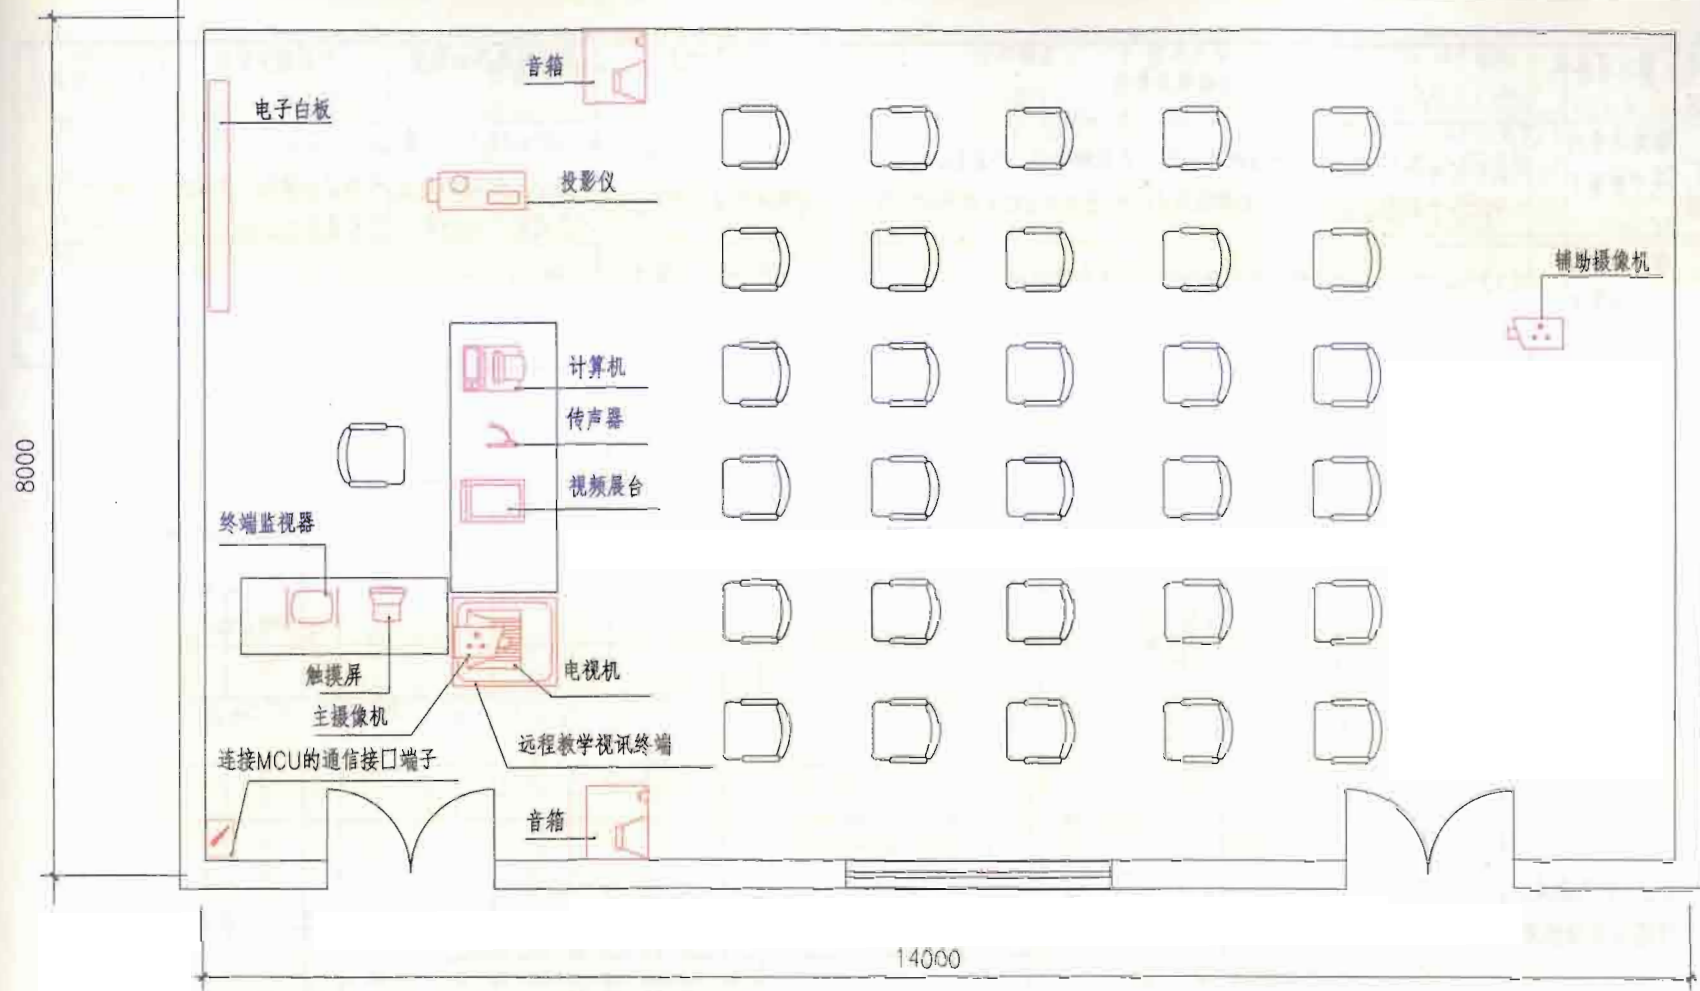 音箱
电子白板
投影仪
辅助摄像机
计算机
传声器
8000
视频展台
终端监视器
触摸屏
电视机
主摄像机
远程教学视讯终端
连接MCU的通信接口端子
音箱
14000